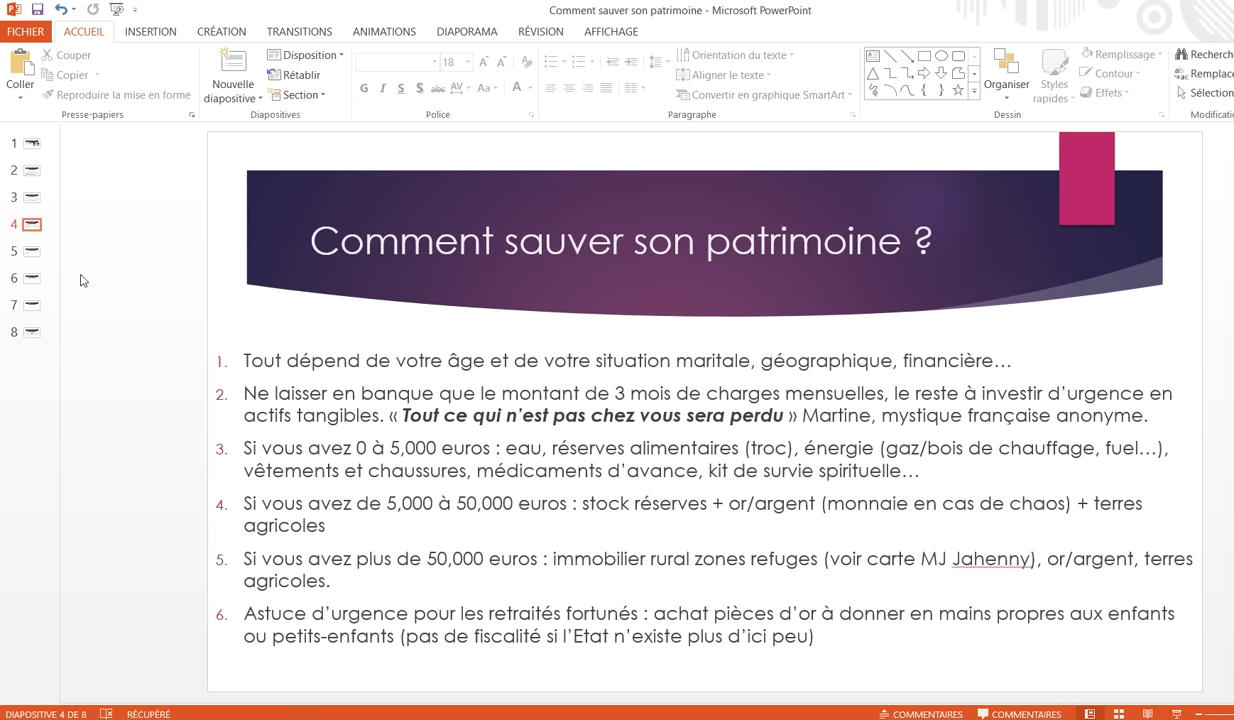 Comment sauver son patrimoine - Microsoft PowerPoint
FICHIER ACCUEIL INSERTION CRÉATION TRANSITIONS ANIMATIONS DIAPORAMA RÉVISION AFFICHAGE
Couper
Copier
Reproduire la mise en forme
Coller
Presse-papiers
Nouvelle
diapositive
Disposition
Rétablir
Section
Diapositives
18
G I S S abc AV Aa A
Police
Orientation du texte
Aligner le texte
Convertir en graphique SmartArt
Paragraphe
Organiser
Styles
rapides
Remplissage
Contour
Effets
Dessin
Recherch
Remplace
Sélection
Modificati
1
2
3
4
5
6
7
8
Comment sauver son patrimoine ?
1. Tout dépend de votre âge et de votre situation maritale, géographique, financière…
2. Ne laisser en banque que le montant de 3 mois de charges mensuelles, le reste à investir d’urgence en
actifs tangibles. « Tout ce qui n’est pas chez vous sera perdu » Martine, mystique française anonyme.
3. Si vous avez 0 à 5,000 euros : eau, réserves alimentaires (troc), énergie (gaz/bois de chauffage, fuel…),
vêtements et chaussures, médicaments d’avance, kit de survie spirituelle…
4. Si vous avez de 5,000 à 50,000 euros : stock réserves + or/argent (monnaie en cas de chaos) + terres
agricoles
5. Si vous avez plus de 50,000 euros : immobilier rural zones refuges (voir carte MJ Jahenny), or/argent, terres
agricoles.
6. Astuce d’urgence pour les retraités fortunés : achat pièces d’or à donner en mains propres aux enfants
ou petits-enfants (pas de fiscalité si l’Etat n’existe plus d’ici peu)
DIAPOSITIVE 4 DE 8 RÉCUPÉRÉ COMMENTAIRES COMMENTAIRES